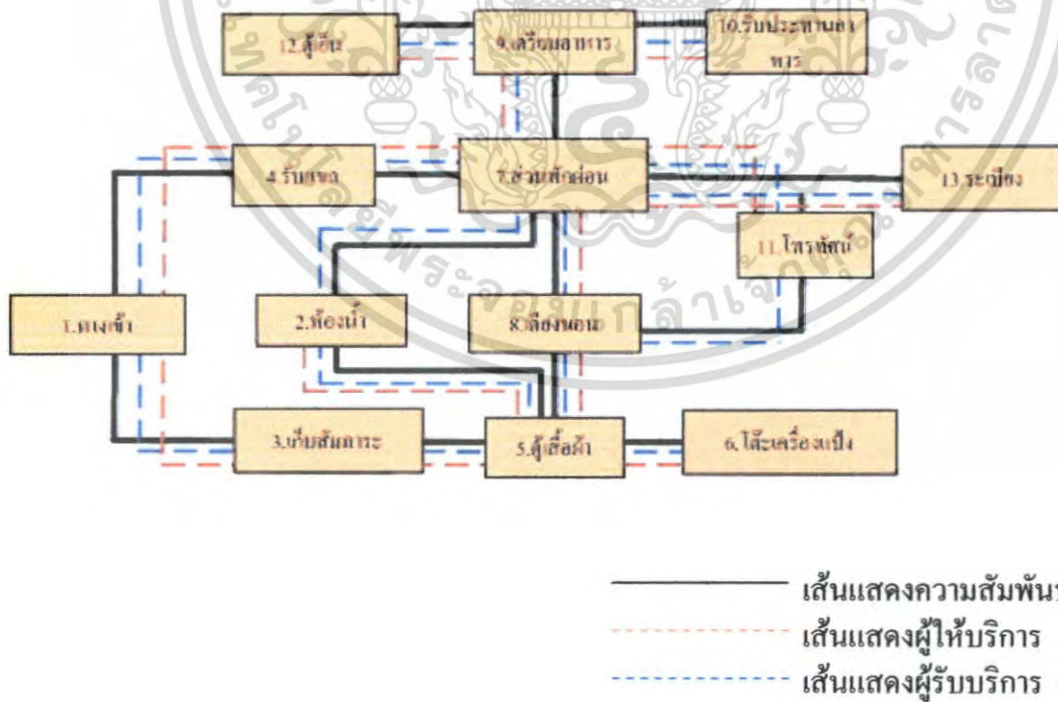 12.ตู้เย็น
9.เตรียมอาหาร
10.รับประทานอา
หาร
4.รับแขก
7.ส่วนพักผ่อน
13.ระเบียง
11.โทรทัศน์
1.ทางเข้า
2.ห้องน้ำ
8.เตียงนอน
3.เก็บสัมภาระ
5.ตู้เสื้อผ้า
6.โต๊ะเครื่องแป้ง
เส้นแสดงความสัมพันธ
เส้นแสดงผู้ให้บริการ
เส้นแสดงผู้รับบริการ